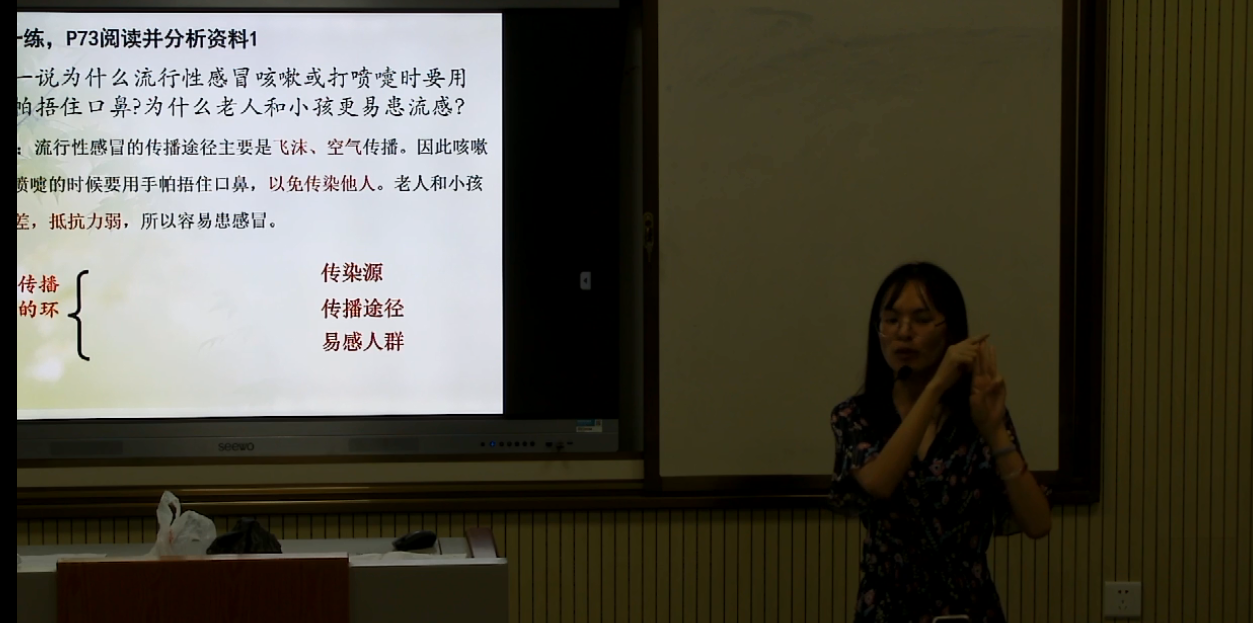 练，P73阅读并分析资料1
一说为什么流行性感冒咳嗽或打喷嚏时要用
帕捂住口鼻?为什么老人和小孩更易患流感?
：流行性感冒的传播途径主要是飞沫、空气传播。因此咳嗽
喷嚏的时候要用手帕捂住口鼻，以免传染他人。老人和小孩
差，抵抗力弱，所以容易患感冒。
传播
的环
传染源
传播途径
易感人群
seewo